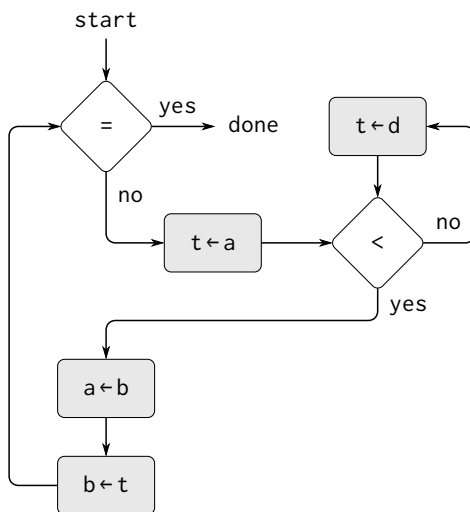 start
=
yes
done
t←d
no
t←a
<
no
yes
a←b
b←t